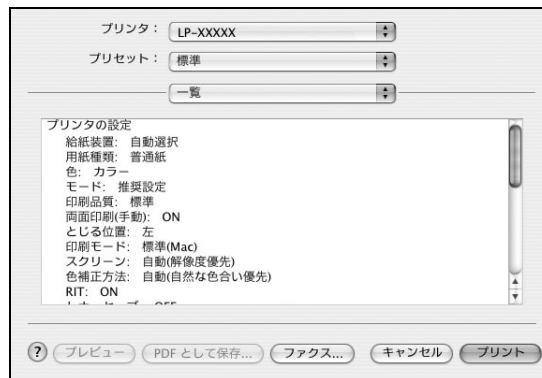 プリンタ： LP-XXXXX
プリセット： 標準
一覧
プリンタの設定
給紙装置: 自動選択
用紙種類: 普通紙
色: カラー
モード: 推奨設定
印刷品質: 標準
両面印刷(手動): ON
とじる位置: 左
印刷モード: 標準(Mac)
スクリーン: 自動(解像度優先)
色補正方法: 自動(自然な色合い優先)
RIT: ON
? プレビュー PDF として保存... ファクス... キャンセル プリント